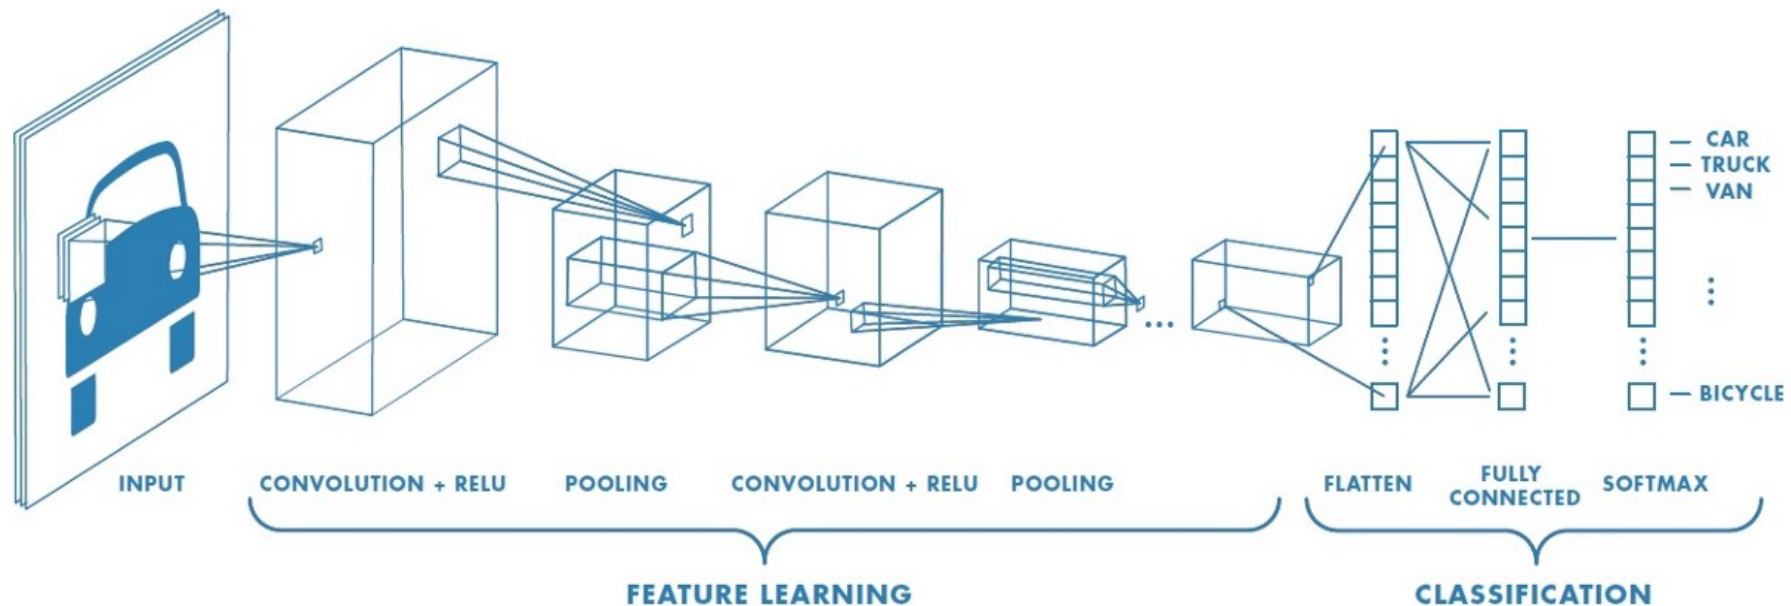 CAR
TRUCK
VAN
BICYCLE
INPUT
CONVOLUTION + RELU
POOLING
CONVOLUTION + RELU
POOLING
FLATTEN
FULLY
CONNECTED
SOFTMAX
FEATURE LEARNING
CLASSIFICATION